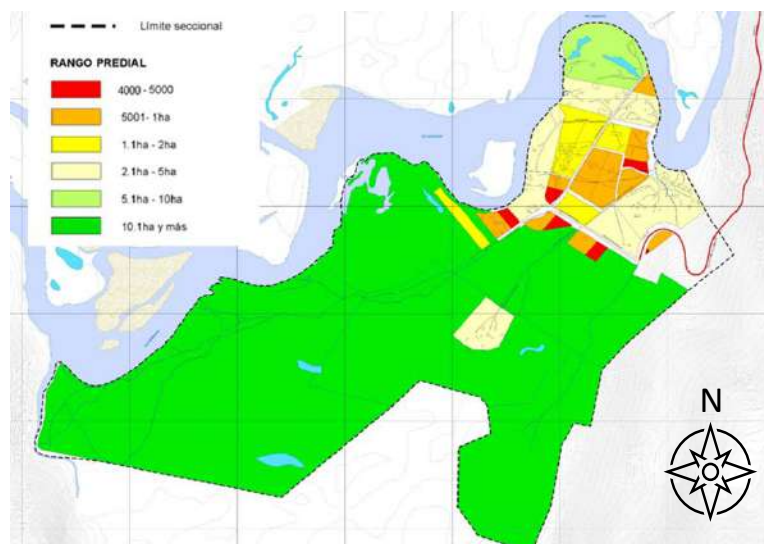 Límite seccional
RANGO PREDIAL
4000 - 5000
5001- 1ha
1.1ha - 2ha
2.1ha - 5ha
5.1ha - 10ha
10.1ha y más
N